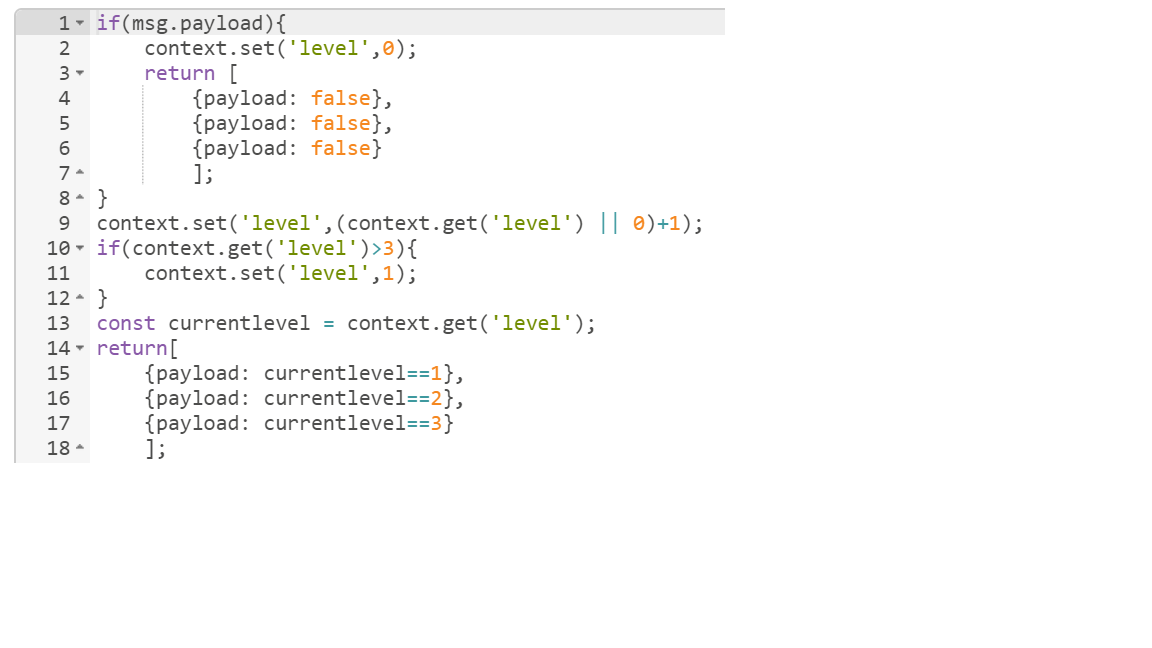 1 if(msg.payload){
2     context.set('level',0);
3     return [
4         {payload: false},
5         {payload: false},
6         {payload: false}
7         ];
8 }
9 context.set('level',(context.get('level') || 0)+1);
10 if(context.get('level')>3){
11     context.set('level',1);
12 }
13 const currentlevel = context.get('level');
14 return[
15     {payload: currentlevel==1},
16     {payload: currentlevel==2},
17     {payload: currentlevel==3}
18     ];